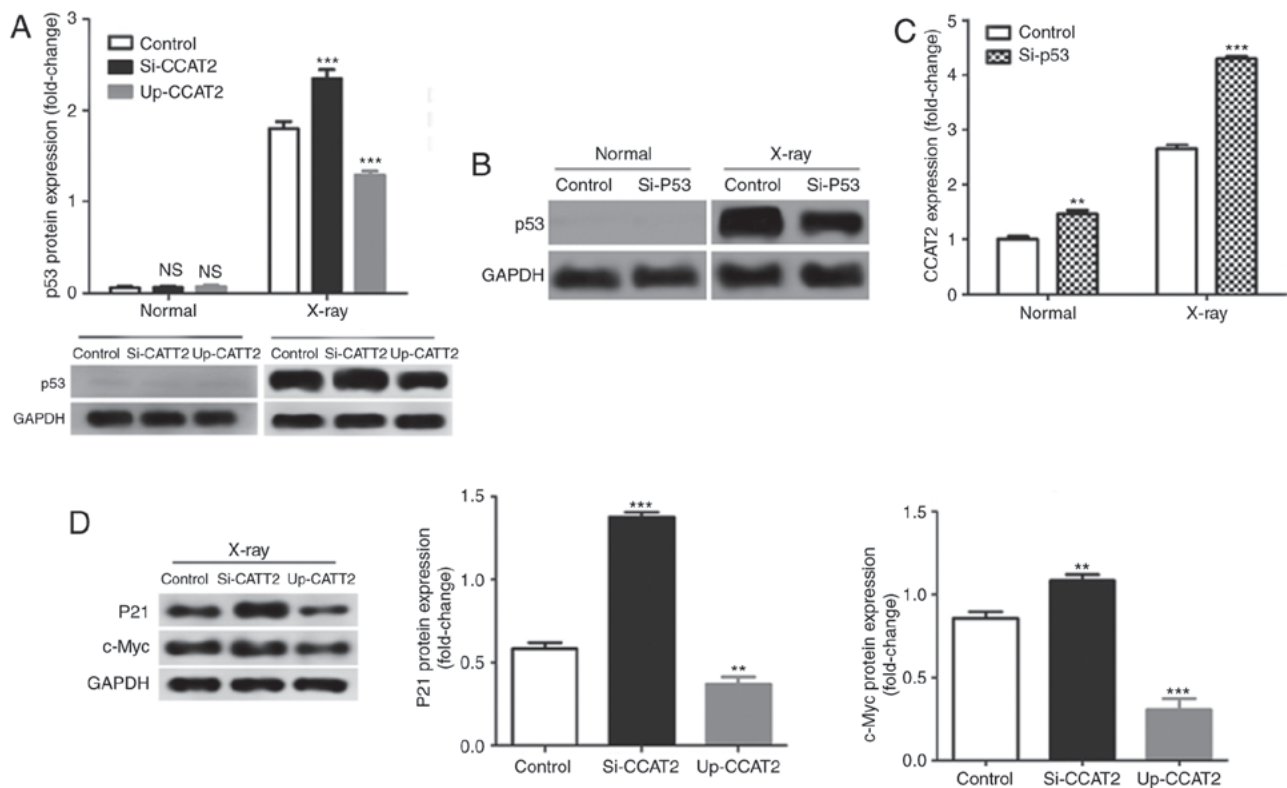 A
p53 protein expression (fold-change)
3
2
1
0
Control
Si-CCAT2
Up-CCAT2
NS
NS
***
***
Normal
X-ray
Control
Si-CATT2
Up-CATT2
Control
Si-CATT2
Up-CATT2
p53
GAPDH
B
Normal
X-ray
Control
Si-P53
Control
Si-P53
p53
GAPDH
C
CCAT2 expression (fold-change)
5
4
3
2
1
0
Control
Si-p53
**
***
Normal
X-ray
D
X-ray
Control
Si-CATT2
Up-CATT2
P21
c-Myc
GAPDH
P21 protein expression
(fold-change)
1.5
1.0
0.5
0.0
***
**
Control
Si-CCAT2
Up-CCAT2
c-Myc protein expression
(fold-change)
1.5
1.0
0.5
0.0
**
***
Control
Si-CCAT2
Up-CCAT2